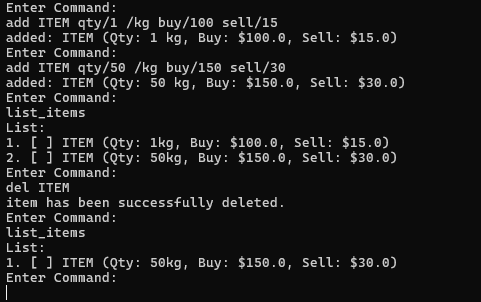 Enter Command:
add ITEM qty/1 /kg buy/100 sell/15
added: ITEM (Qty: 1 kg, Buy: $100.0, Sell: $15.0)
Enter Command:
add ITEM qty/50 /kg buy/150 sell/30
added: ITEM (Qty: 50 kg, Buy: $150.0, Sell: $30.0)
Enter Command:
list_items
List:
1. [ ] ITEM (Qty: 1kg, Buy: $100.0, Sell: $15.0)
2. [ ] ITEM (Qty: 50kg, Buy: $150.0, Sell: $30.0)
Enter Command:
del ITEM
item has been successfully deleted.
Enter Command:
list_items
List:
1. [ ] ITEM (Qty: 50kg, Buy: $150.0, Sell: $30.0)
Enter Command: